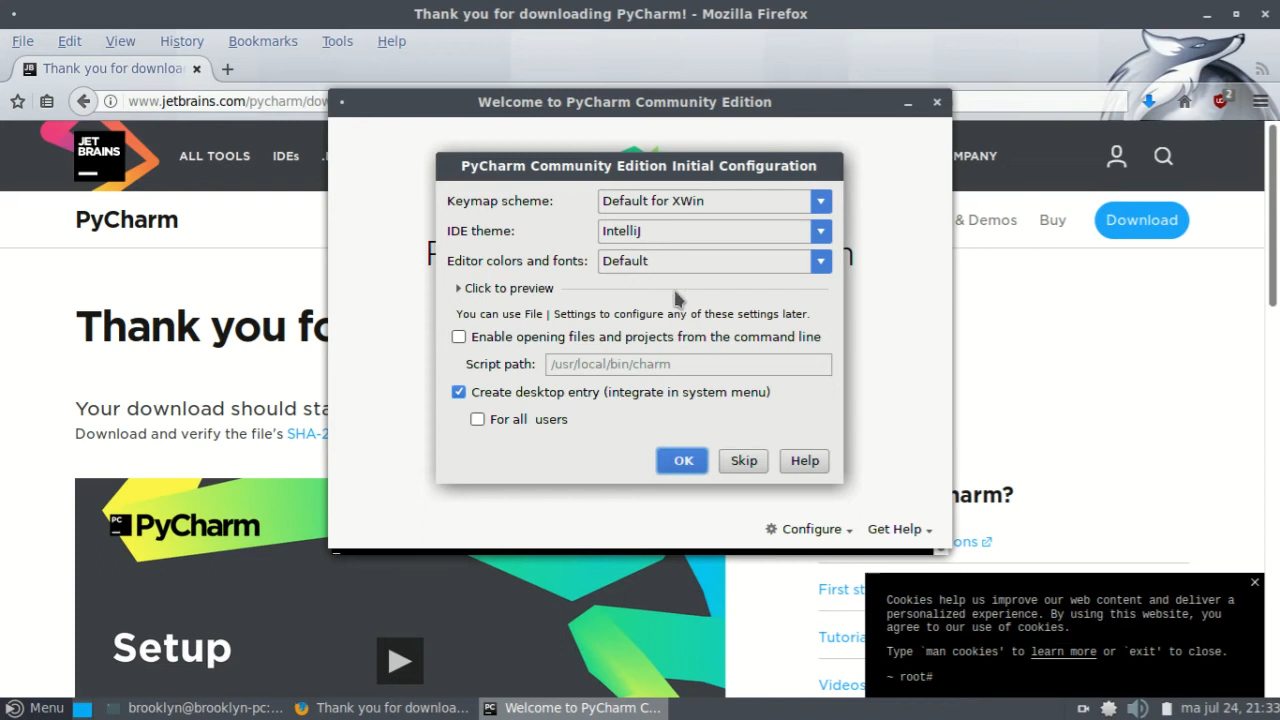 Thank you for downloading PyCharm! - Mozilla Firefox
File Edit View History Bookmarks Tools Help
JB Thank you for downloa
www.jetbrains.com/pycharm/dow
2
Welcome to PyCharm Community Edition
JET BRAINS
ALL TOOLS IDEs
MPANY
PyCharm
& Demos Buy Download
PyCharm Community Edition Initial Configuration
Keymap scheme: Default for XWin
IDE theme: IntelliJ
Editor colors and fonts: Default
Click to preview
You can use File | Settings to configure any of these settings later.
Enable opening files and projects from the command line
Script path: /usr/local/bin/charm
Create desktop entry (integrate in system menu)
For all users
OK Skip Help
Configure Get Help
Thank you fo
Your download should sta
Download and verify the file's SHA-2
PC PyCharm
Setup
harm?
ons
First st
Tutoria
Videos
Cookies help us improve our web content and deliver a
personalized experience. By using this website, you
agree to our use of cookies.
Type `man cookies' to learn more or `exit' to close.
~ root#
Menu brooklyn@brooklyn-pc:... Thank you for downloa... PC Welcome to PyCharm C... ma jul 24, 21:33